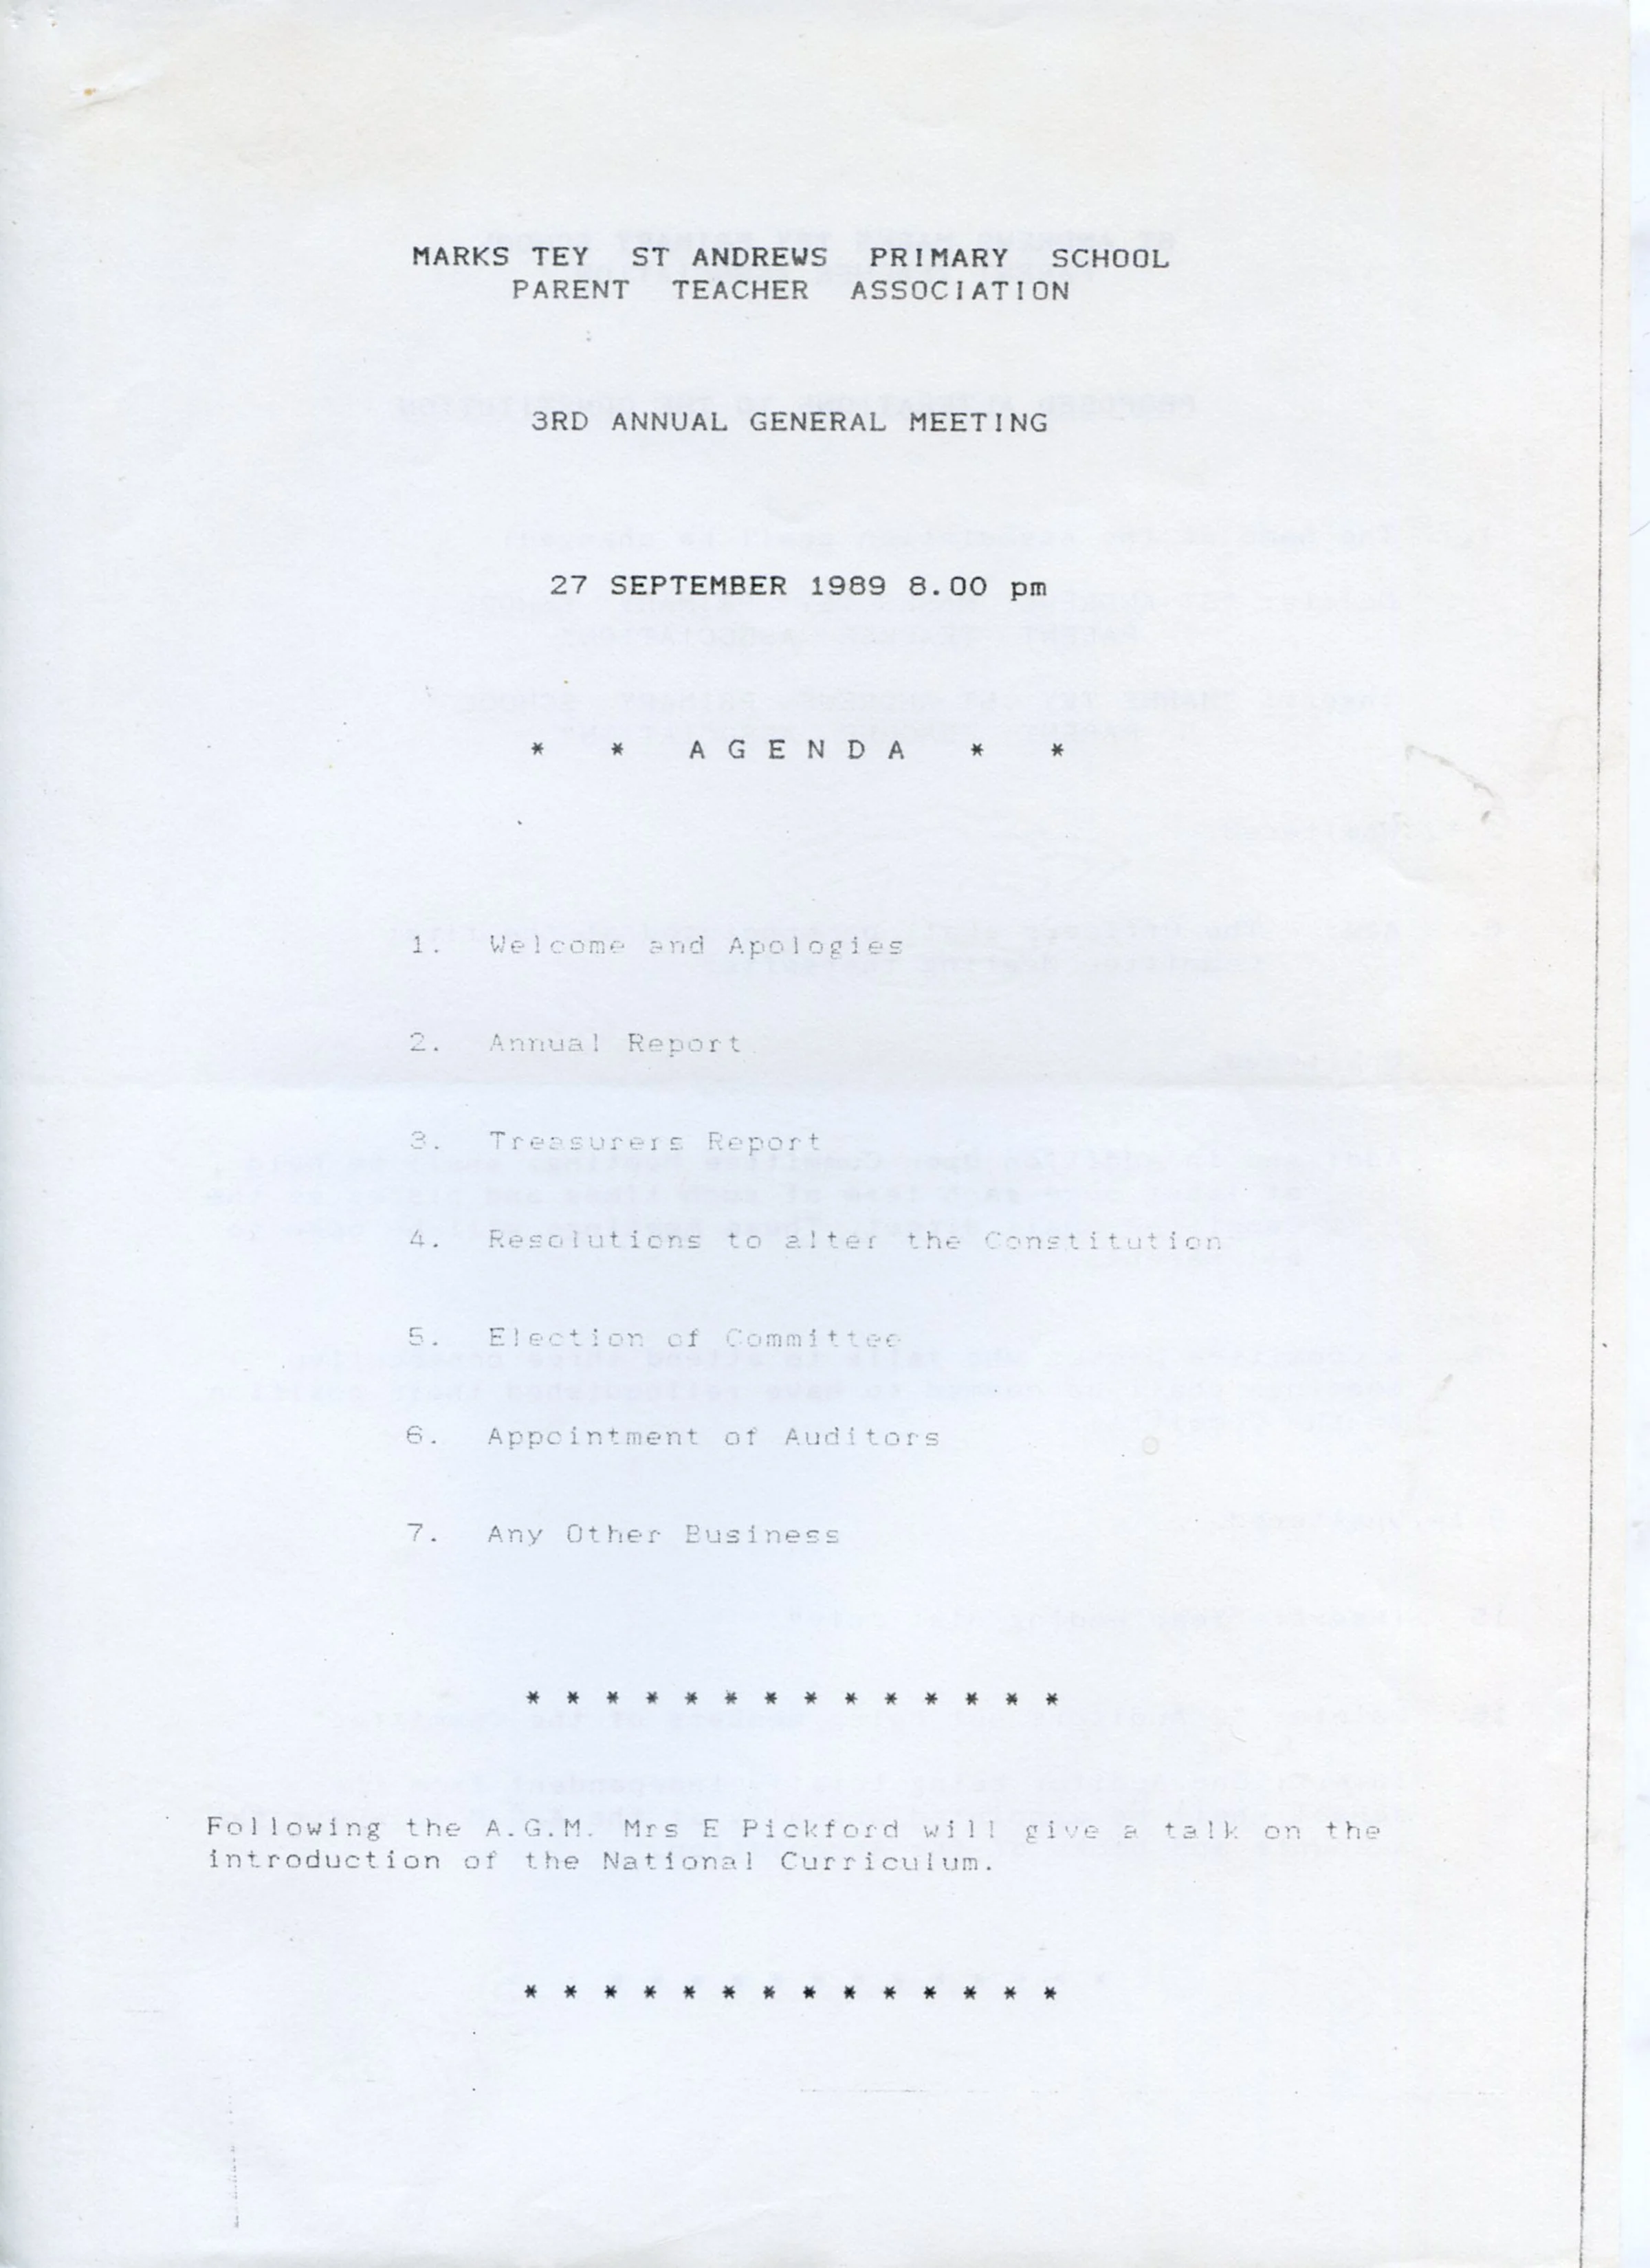 MARKS TEY ST ANDREWS PRIMARY SCHOOL
PARENT TEACHER ASSOCIATION
3RD ANNUAL GENERAL MEETING
27 SEPTEMBER 1989 8.00 pm
* * A G E N D A * *
1. Welcome and Apologies
2. Annual Report
3. Treasurers Report
4. Resolutions to alter the Constitution
5. Election of Committee
6. Appointment of Auditors
7. Any Other Business
* * * * * * * * * * * * * *
Following the A.G.M. Mrs E Pickford will give a talk on the
introduction of the National Curriculum.
* * * * * * * * * * * * * *